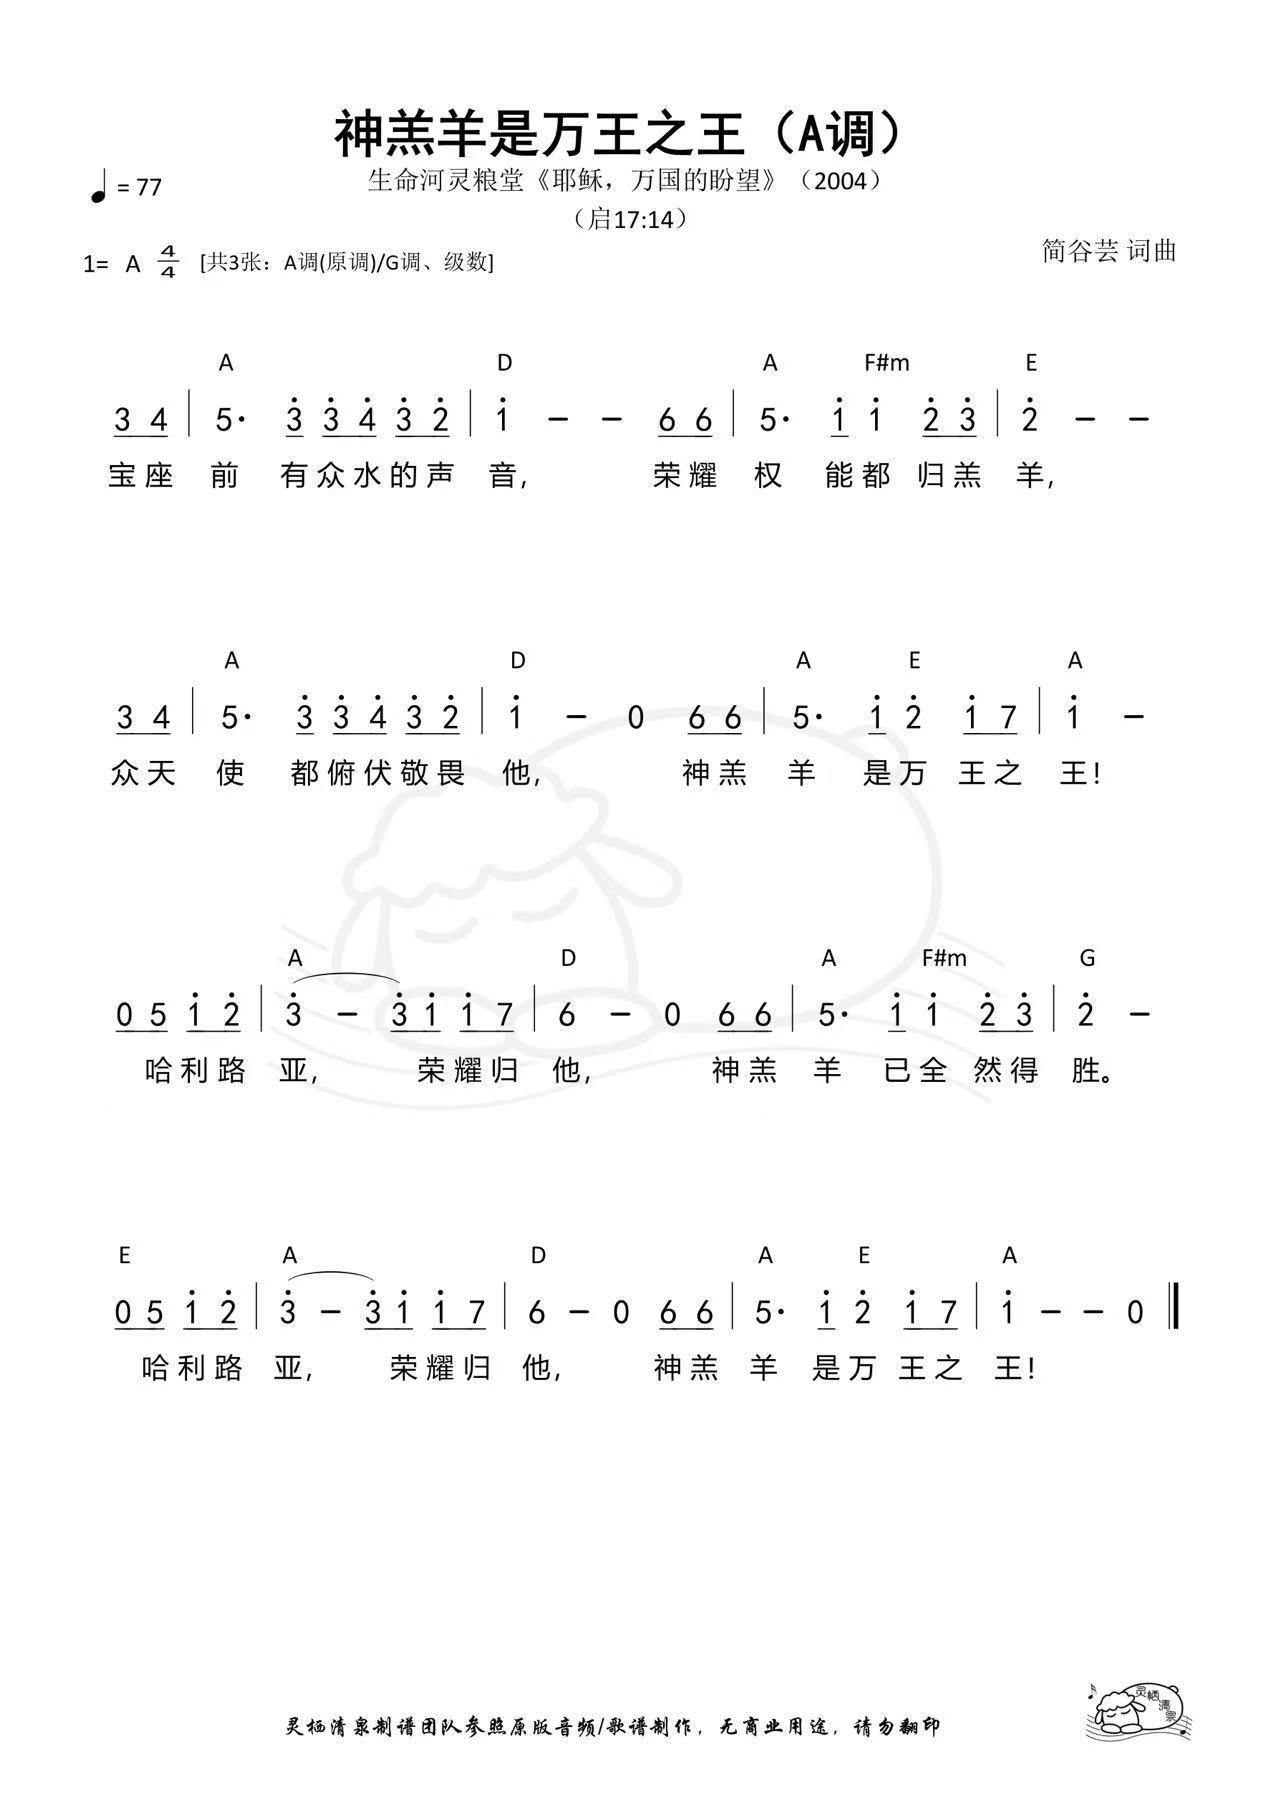 神羔羊是万王之王（A调）
♩= 77
生命河灵粮堂《耶稣，万国的盼望》（2004）
（启17:14）
1= A 4/4 [共3张：A调(原调)/G调、级数]
简谷芸 词曲
A D A F#m E
3 4 | 5· 3̇ 3̇ 4̇ 3̇ 2̇ | 1̇ – – 6 6 | 5· 1̇ 1̇ 2̇ 3̇ | 2̇ – –
宝座 前 有众水的声 音, 荣耀 权 能都 归羔 羊,
A D A E A
3 4 | 5· 3̇ 3̇ 4̇ 3̇ 2̇ | 1̇ – 0 6 6 | 5· 1̇ 2̇ 1̇ 7 | 1̇ –
众天 使 都俯伏敬畏 他, 神羔 羊 是万 王之 王!
A D A F#m G
0 5 1̇ 2̇ | 3̇ – 3̇ 1̇ 1̇ 7 | 6 – 0 6 6 | 5· 1̇ 1̇ 2̇ 3̇ | 2̇ –
哈利路 亚, 荣耀归 他, 神羔 羊 已全 然得 胜。
E A D A E A
0 5 1̇ 2̇ | 3̇ – 3̇ 1̇ 1̇ 7 | 6 – 0 6 6 | 5· 1̇ 2̇ 1̇ 7 | 1̇ – – 0 ‖
哈利路 亚, 荣耀归 他, 神羔 羊 是万 王之 王!
灵栖清泉
灵栖清泉制谱团队参照原版音频/歌谱制作，无商业用途，请勿翻印